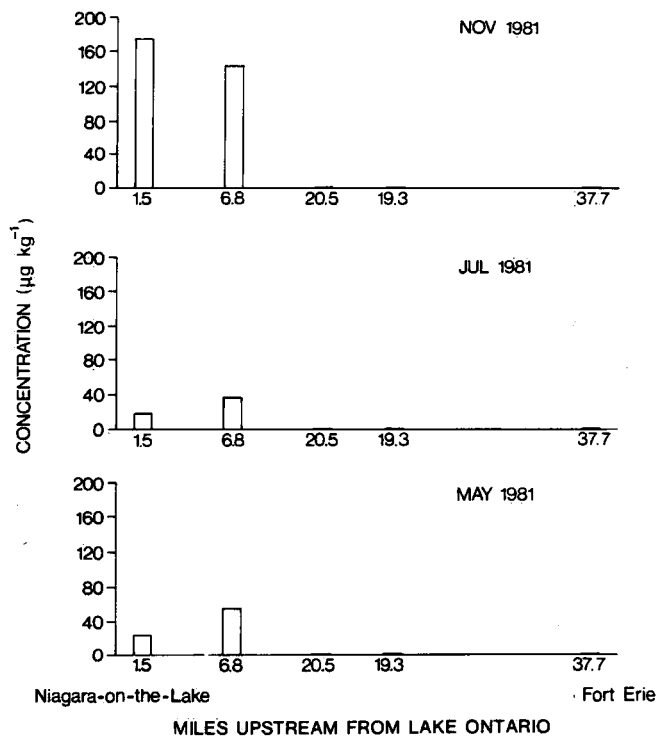 NOV 1981
200
160
120
80
40
0
1.5 6.8 20.5 19.3 37.7
JUL 1981
200
160
120
80
40
0
1.5 6.8 20.5 19.3 37.7
MAY 1981
200
160
120
80
40
0
1.5 6.8 20.5 19.3 37.7
CONCENTRATION (µg kg⁻¹)
Niagara-on-the-Lake Fort Erie
MILES UPSTREAM FROM LAKE ONTARIO